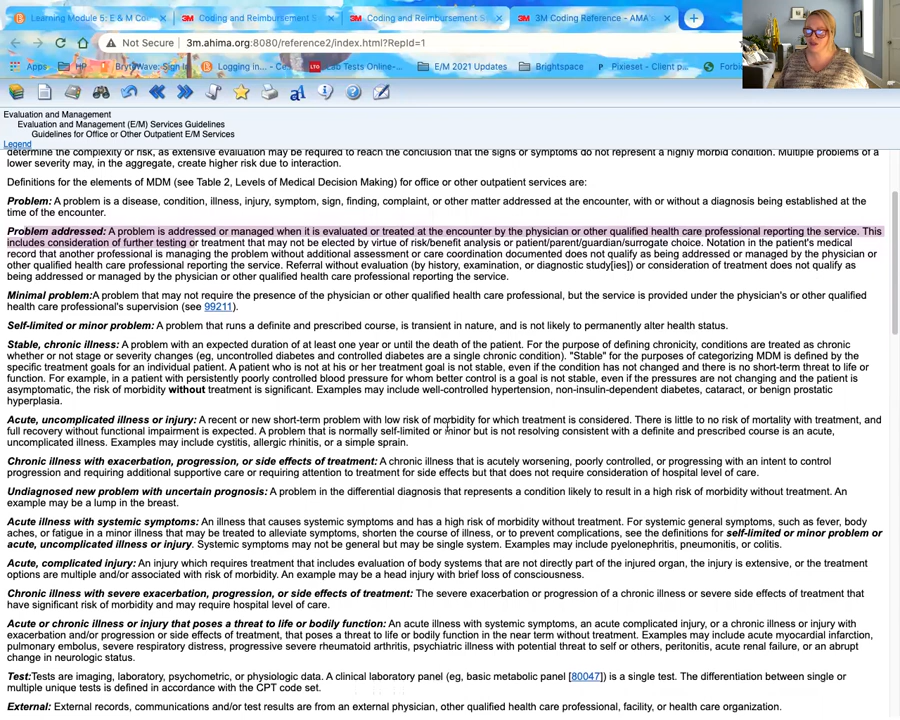 Learning Module 5: E & M Co
3M Coding and Reimbursement S
3M Coding and Reimbursement S
3M 3M Coding Reference - AMA
Not Secure | 3m.ahima.org:8080/reference2/index.html?RepId=1
Apps
HP
BryteWave: Sign I
Logging in... - Ce
LTO Lab Tests Online-...
E/M 2021 Updates
Brightspace
Pixieset - Client p...
Forbi
Evaluation and Management
Evaluation and Management (E/M) Services Guidelines
Guidelines for Office or Other Outpatient E/M Services
Legend
determine the complexity or risk, as extensive evaluation may be required to reach the conclusion that the signs or symptoms do not represent a highly morbid condition. Multiple problems of a
lower severity may, in the aggregate, create higher risk due to interaction.
Definitions for the elements of MDM (see Table 2, Levels of Medical Decision Making) for office or other outpatient services are:
Problem: A problem is a disease, condition, illness, injury, symptom, sign, finding, complaint, or other matter addressed at the encounter, with or without a diagnosis being established at the
time of the encounter.
Problem addressed: A problem is addressed or managed when it is evaluated or treated at the encounter by the physician or other qualified health care professional reporting the service. This
includes consideration of further testing or treatment that may not be elected by virtue of risk/benefit analysis or patient/parent/guardian/surrogate choice. Notation in the patient's medical
record that another professional is managing the problem without additional assessment or care coordination documented does not qualify as being addressed or managed by the physician or
other qualified health care professional reporting the service. Referral without evaluation (by history, examination, or diagnostic study[ies]) or consideration of treatment does not qualify as
being addressed or managed by the physician or other qualified health care professional reporting the service.
Minimal problem:A problem that may not require the presence of the physician or other qualified health care professional, but the service is provided under the physician's or other qualified
health care professional's supervision (see 99211).
Self-limited or minor problem: A problem that runs a definite and prescribed course, is transient in nature, and is not likely to permanently alter health status.
Stable, chronic illness: A problem with an expected duration of at least one year or until the death of the patient. For the purpose of defining chronicity, conditions are treated as chronic
whether or not stage or severity changes (eg, uncontrolled diabetes and controlled diabetes are a single chronic condition). "Stable" for the purposes of categorizing MDM is defined by the
specific treatment goals for an individual patient. A patient who is not at his or her treatment goal is not stable, even if the condition has not changed and there is no short-term threat to life or
function. For example, in a patient with persistently poorly controlled blood pressure for whom better control is a goal is not stable, even if the pressures are not changing and the patient is
asymptomatic, the risk of morbidity without treatment is significant. Examples may include well-controlled hypertension, non-insulin-dependent diabetes, cataract, or benign prostatic
hyperplasia.
Acute, uncomplicated illness or injury: A recent or new short-term problem with low risk of morbidity for which treatment is considered. There is little to no risk of mortality with treatment, and
full recovery without functional impairment is expected. A problem that is normally self-limited or minor but is not resolving consistent with a definite and prescribed course is an acute,
uncomplicated illness. Examples may include cystitis, allergic rhinitis, or a simple sprain.
Chronic illness with exacerbation, progression, or side effects of treatment: A chronic illness that is acutely worsening, poorly controlled, or progressing with an intent to control
progression and requiring additional supportive care or requiring attention to treatment for side effects but that does not require consideration of hospital level of care.
Undiagnosed new problem with uncertain prognosis: A problem in the differential diagnosis that represents a condition likely to result in a high risk of morbidity without treatment. An
example may be a lump in the breast.
Acute illness with systemic symptoms: An illness that causes systemic symptoms and has a high risk of morbidity without treatment. For systemic general symptoms, such as fever, body
aches, or fatigue in a minor illness that may be treated to alleviate symptoms, shorten the course of illness, or to prevent complications, see the definitions for self-limited or minor problem or
acute, uncomplicated illness or injury. Systemic symptoms may not be general but may be single system. Examples may include pyelonephritis, pneumonitis, or colitis.
Acute, complicated injury: An injury which requires treatment that includes evaluation of body systems that are not directly part of the injured organ, the injury is extensive, or the treatment
options are multiple and/or associated with risk of morbidity. An example may be a head injury with brief loss of consciousness.
Chronic illness with severe exacerbation, progression, or side effects of treatment: The severe exacerbation or progression of a chronic illness or severe side effects of treatment that
have significant risk of morbidity and may require hospital level of care.
Acute or chronic illness or injury that poses a threat to life or bodily function: An acute illness with systemic symptoms, an acute complicated injury, or a chronic illness or injury with
exacerbation and/or progression or side effects of treatment, that poses a threat to life or bodily function in the near term without treatment. Examples may include acute myocardial infarction,
pulmonary embolus, severe respiratory distress, progressive severe rheumatoid arthritis, psychiatric illness with potential threat to self or others, peritonitis, acute renal failure, or an abrupt
change in neurologic status.
Test:Tests are imaging, laboratory, psychometric, or physiologic data. A clinical laboratory panel (eg, basic metabolic panel [80047]) is a single test. The differentiation between single or
multiple unique tests is defined in accordance with the CPT code set.
External: External records, communications and/or test results are from an external physician, other qualified health care professional, facility, or health care organization.